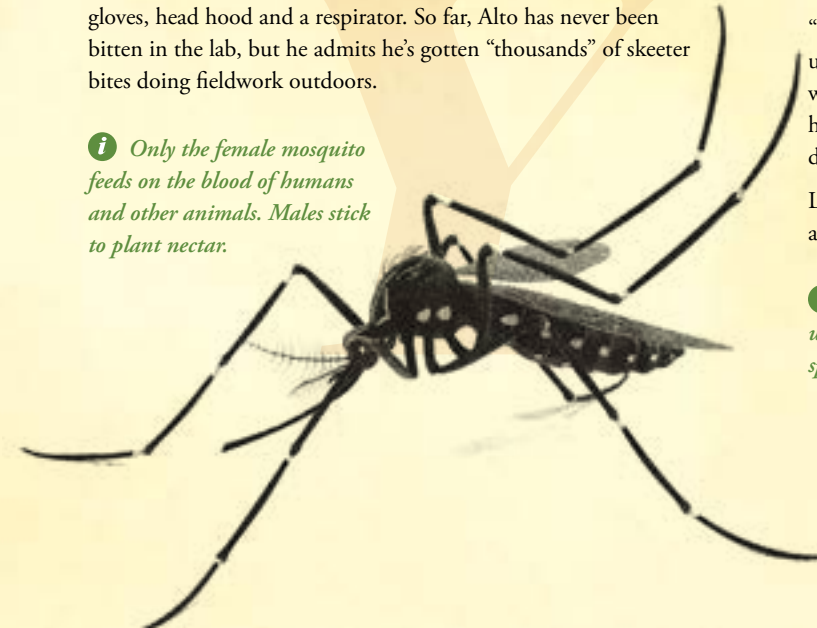 gloves, head hood and a respirator. So far, Alto has never been
bitten in the lab, but he admits he’s gotten “thousands” of skeeter
bites doing fieldwork outdoors.
i Only the female mosquito
feeds on the blood of humans
and other animals. Males stick
to plant nectar.